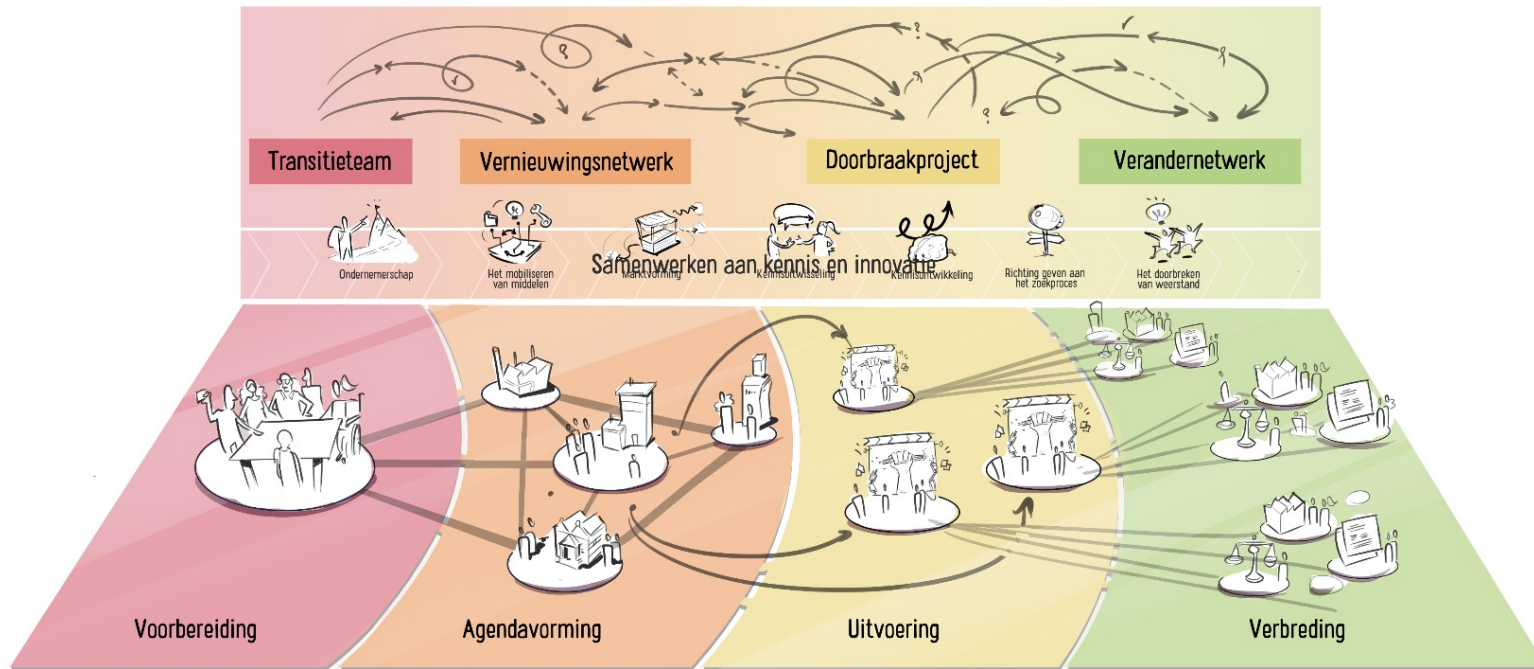 Transitieteam
Vernieuwingsnetwerk
Doorbraakproject
Verandernetwerk
Samenwerken aan kennis en innovatie
Ondernemerschap
Het mobiliseren
van middelen
Marktvorming
Kennisuitwisseling
Kennisontwikkeling
Richting geven aan
het zoekproces
Het doorbreken
van weerstand
Voorbereiding
Agendavorming
Uitvoering
Verbreding